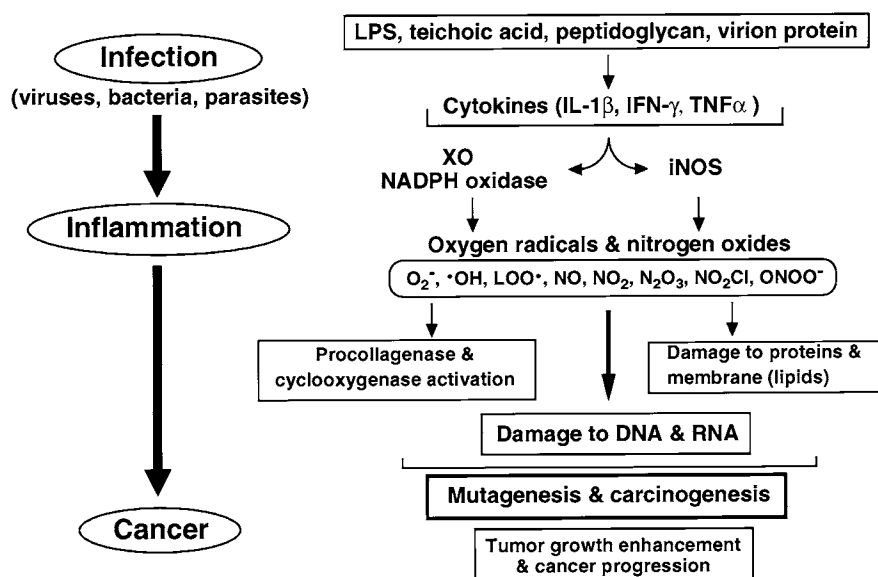 Infection
(viruses, bacteria, parasites)
Inflammation
Cancer
LPS, teichoic acid, peptidoglycan, virion protein
Cytokines (IL-1β, IFN-γ, TNFα)
XO
NADPH oxidase
iNOS
Oxygen radicals & nitrogen oxides
O₂⁻, •OH, LOO•, NO, NO₂, N₂O₃, NO₂Cl, ONOO⁻
Procollagenase &
cyclooxygenase activation
Damage to proteins &
membrane (lipids)
Damage to DNA & RNA
Mutagenesis & carcinogenesis
Tumor growth enhancement
& cancer progression